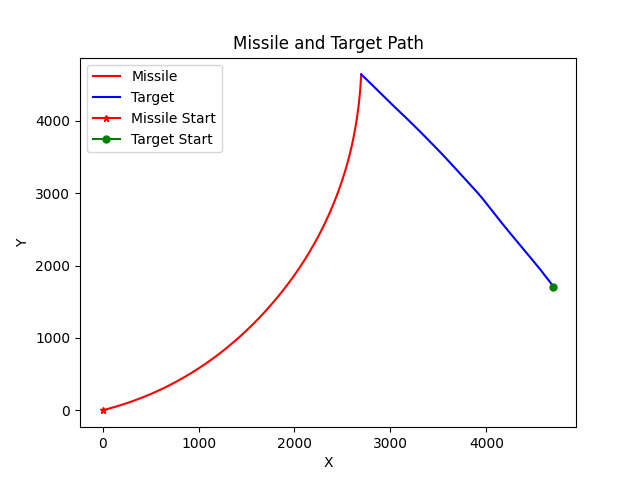 Missile and Target Path
Missile
Target
Missile Start
Target Start
Y
4000
3000
2000
1000
0
0 1000 2000 3000 4000
X